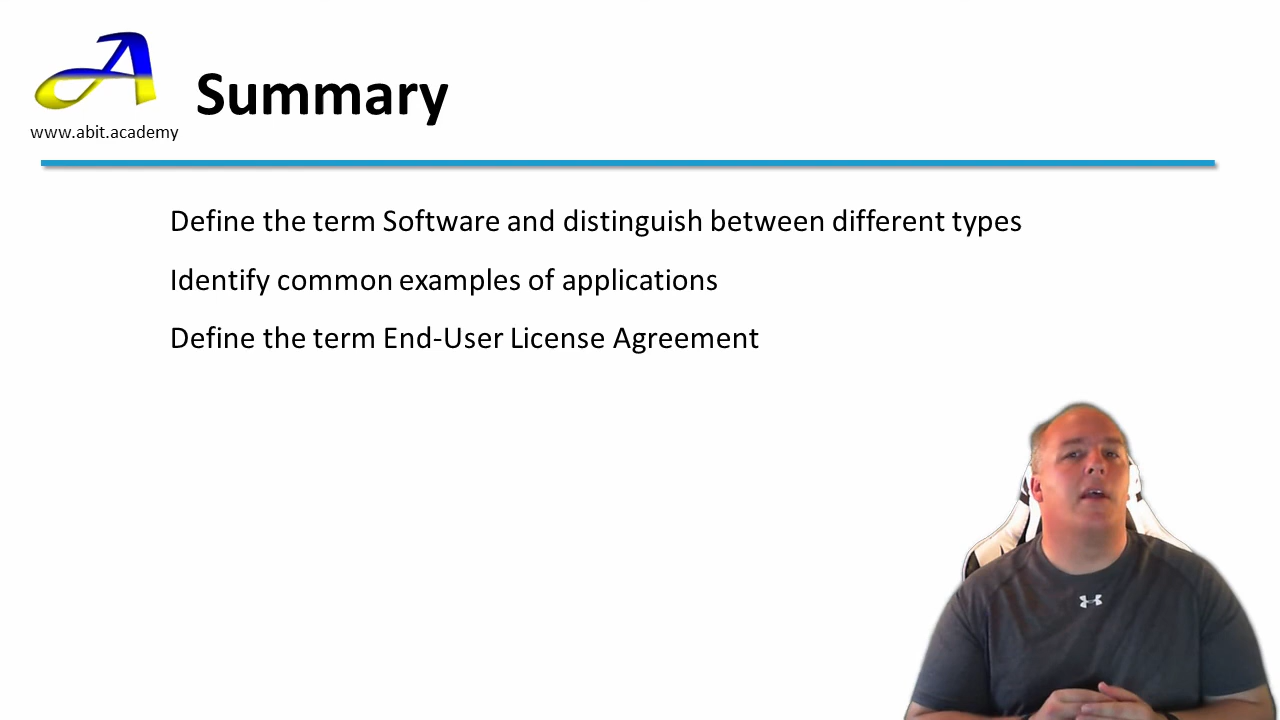 Summary
www.abit.academy
Define the term Software and distinguish between different types
Identify common examples of applications
Define the term End-User License Agreement